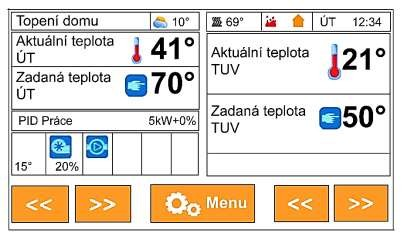 Topení domu 10° 69° ÚT 12:34
Aktuální teplota
ÚT
41°
Zadaná teplota
ÚT
70°
PID Práce 5kW+0%
15° 20%
Aktuální teplota
TUV
21°
Zadaná teplota
TUV
50°
<< >> Menu << >>